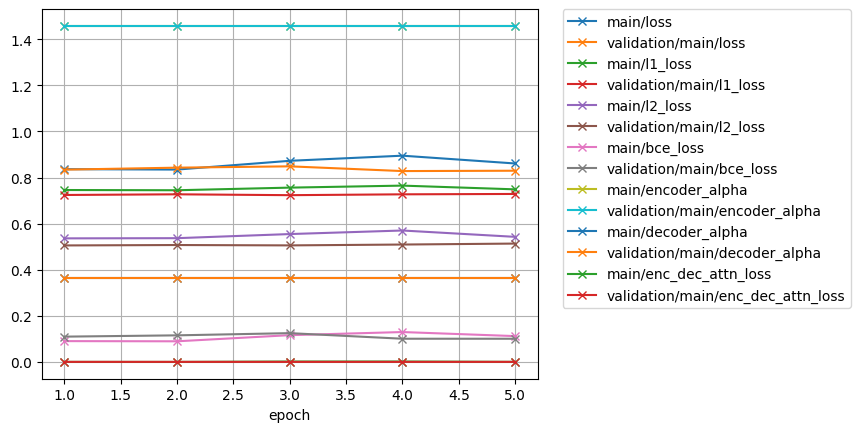 1.4
1.2
1.0
0.8
0.6
0.4
0.2
0.0
1.0 1.5 2.0 2.5 3.0 3.5 4.0 4.5 5.0
epoch
main/loss
validation/main/loss
main/l1_loss
validation/main/l1_loss
main/l2_loss
validation/main/l2_loss
main/bce_loss
validation/main/bce_loss
main/encoder_alpha
validation/main/encoder_alpha
main/decoder_alpha
validation/main/decoder_alpha
main/enc_dec_attn_loss
validation/main/enc_dec_attn_loss